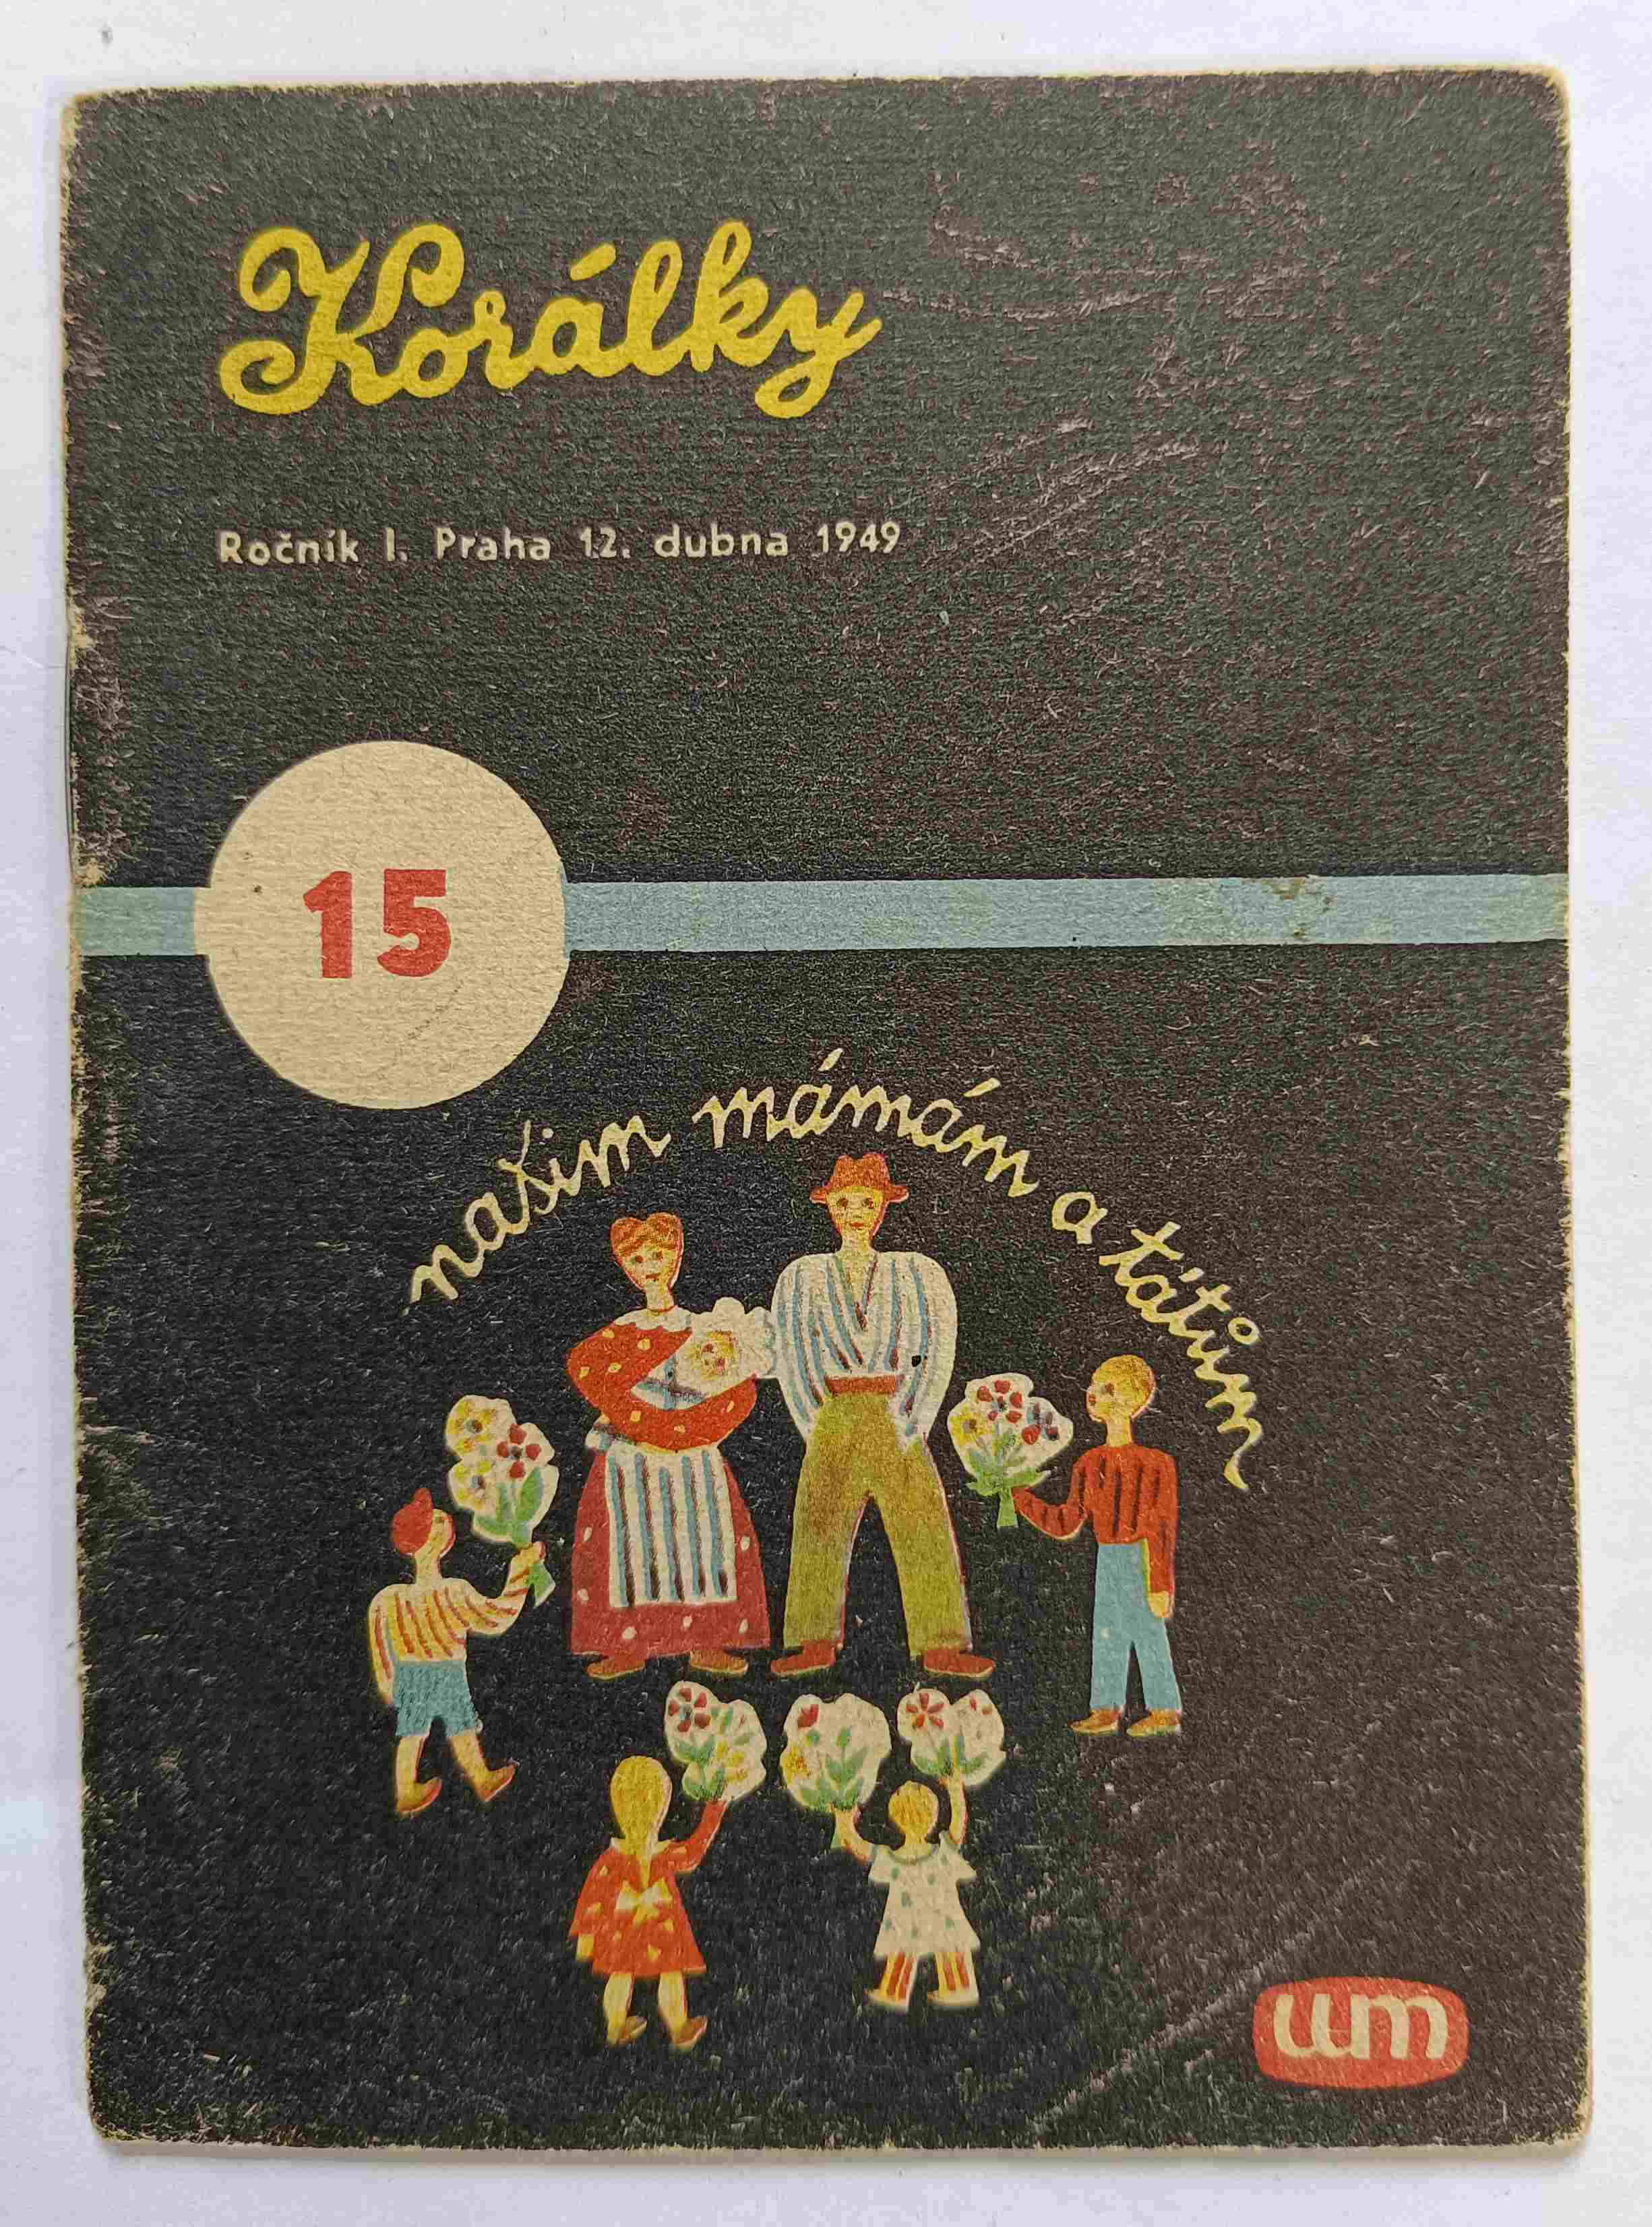 Korálky
Ročník I. Praha 12. dubna 1949
15
našim mámám a tátům
um